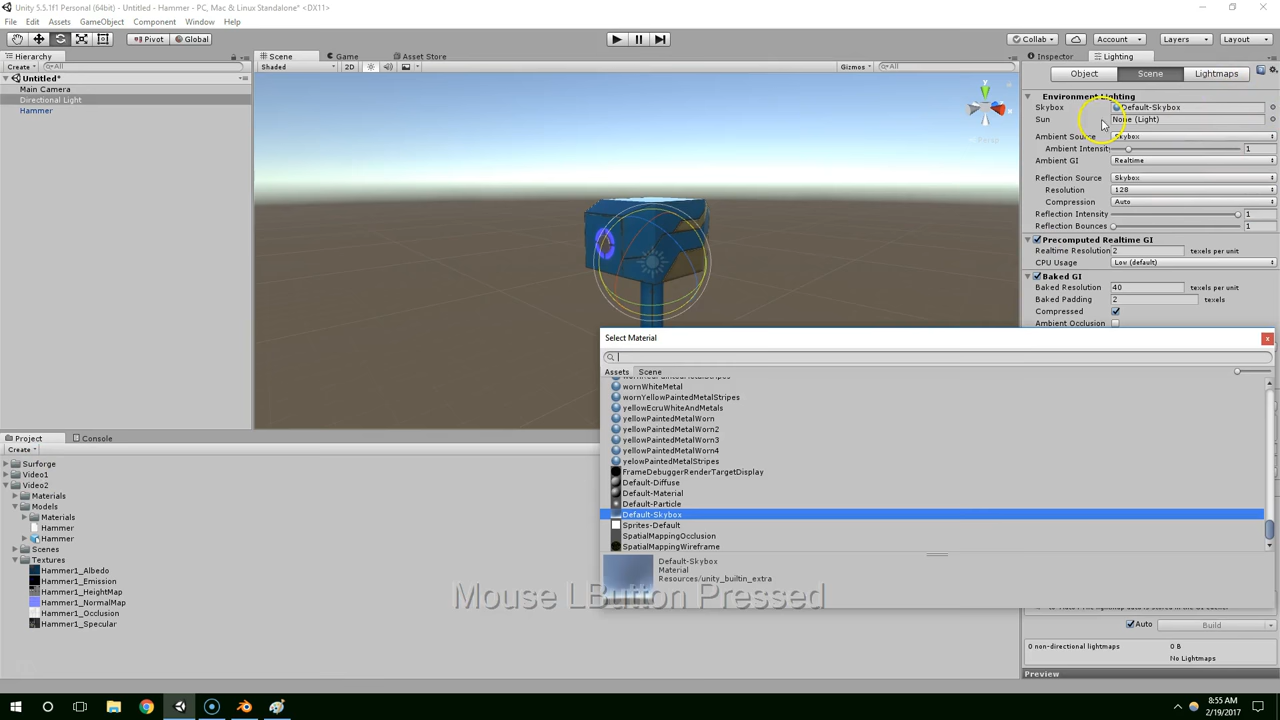 Unity 5.5.1f1 Personal (64bit) - Untitled - Hammer - PC, Mac & Linux Standalone* <DX11>
File Edit Assets GameObject Component Window Help
Pivot Global Collab Account Layers Layout
Hierarchy Scene Game Asset Store Inspector Lighting
Create All Shaded 2D Gizmos All
Object Scene Lightmaps
Untitled*
Main Camera
Directional Light
Hammer
y
Environment Lighting
Skybox Default-Skybox
Sun None (Light)
Ambient Source Skybox
Ambient Intensit 1
Ambient GI Realtime
Reflection Source Skybox
Resolution 128
Compression Auto
Reflection Intensity 1
Reflection Bounces 1
Precomputed Realtime GI
Realtime Resolution 2 texels per unit
CPU Usage Low (default)
Baked GI
Baked Resolution 40 texels per unit
Baked Padding 2 texels
Compressed
Ambient Occlusion
Select Material
Assets Scene
wornWhiteMetal
wornYellowPaintedMetalStripes
yellowEcruWhiteAndMetals
yellowPaintedMetalWorn
yellowPaintedMetalWorn2
yellowPaintedMetalWorn3
yellowPaintedMetalWorn4
yelowPaintedMetalStripes
FrameDebuggerRenderTargetDisplay
Default-Diffuse
Default-Material
Default-Particle
Default-Skybox
Sprites-Default
SpatialMappingOcclusion
SpatialMappingWireframe
Default-Skybox
Material
Resources/unity_builtin_extra
Mouse LButton Pressed
Project Console
Create
Surforge
Video1
Video2
Materials
Models
Materials
Hammer
Hammer
Scenes
Textures
Hammer1_Albedo
Hammer1_Emission
Hammer1_HeightMap
Hammer1_NormalMap
Hammer1_Occlusion
Hammer1_Specular
Auto Build
0 non-directional lightmaps 0 B
No Lightmaps
Preview
8:55 AM
2/19/2017